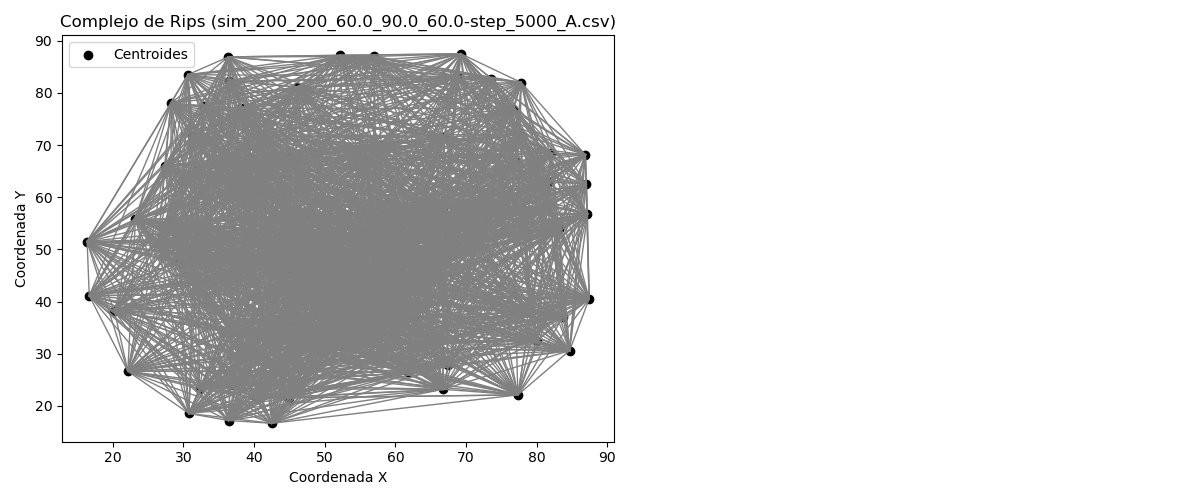 Complejo de Rips (sim_200_200_60.0_90.0_60.0-step_5000_A.csv)
Centroides
90
80
70
60
50
40
30
20
Coordenada Y
20 30 40 50 60 70 80 90
Coordenada X